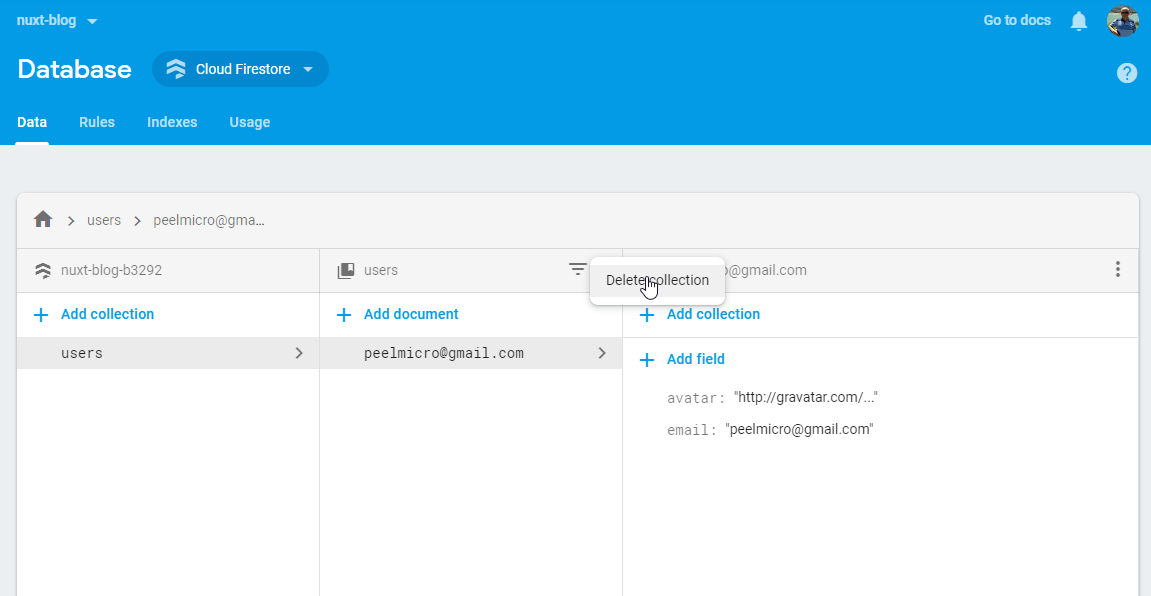 nuxt-blog
Go to docs
Database
Cloud Firestore
Data Rules Indexes Usage
users peelmicro@gma...
nuxt-blog-b3292
users
@gmail.com
Delete collection
Add collection
Add document
Add collection
users
peelmicro@gmail.com
Add field
avatar: "http://gravatar.com/..."
email: "peelmicro@gmail.com"